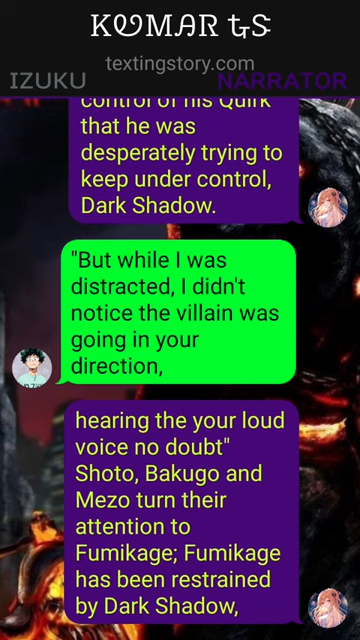 KUMAR GS
textingstory.com
IZUKU NARRATOR
control of his Quirk
that he was
desperately trying to
keep under control,
Dark Shadow.
"But while I was
distracted, I didn't
notice the villain was
going in your
direction,
hearing the your loud
voice no doubt"
Shoto, Bakugo and
Mezo turn their
attention to
Fumikage; Fumikage
has been restrained
by Dark Shadow,